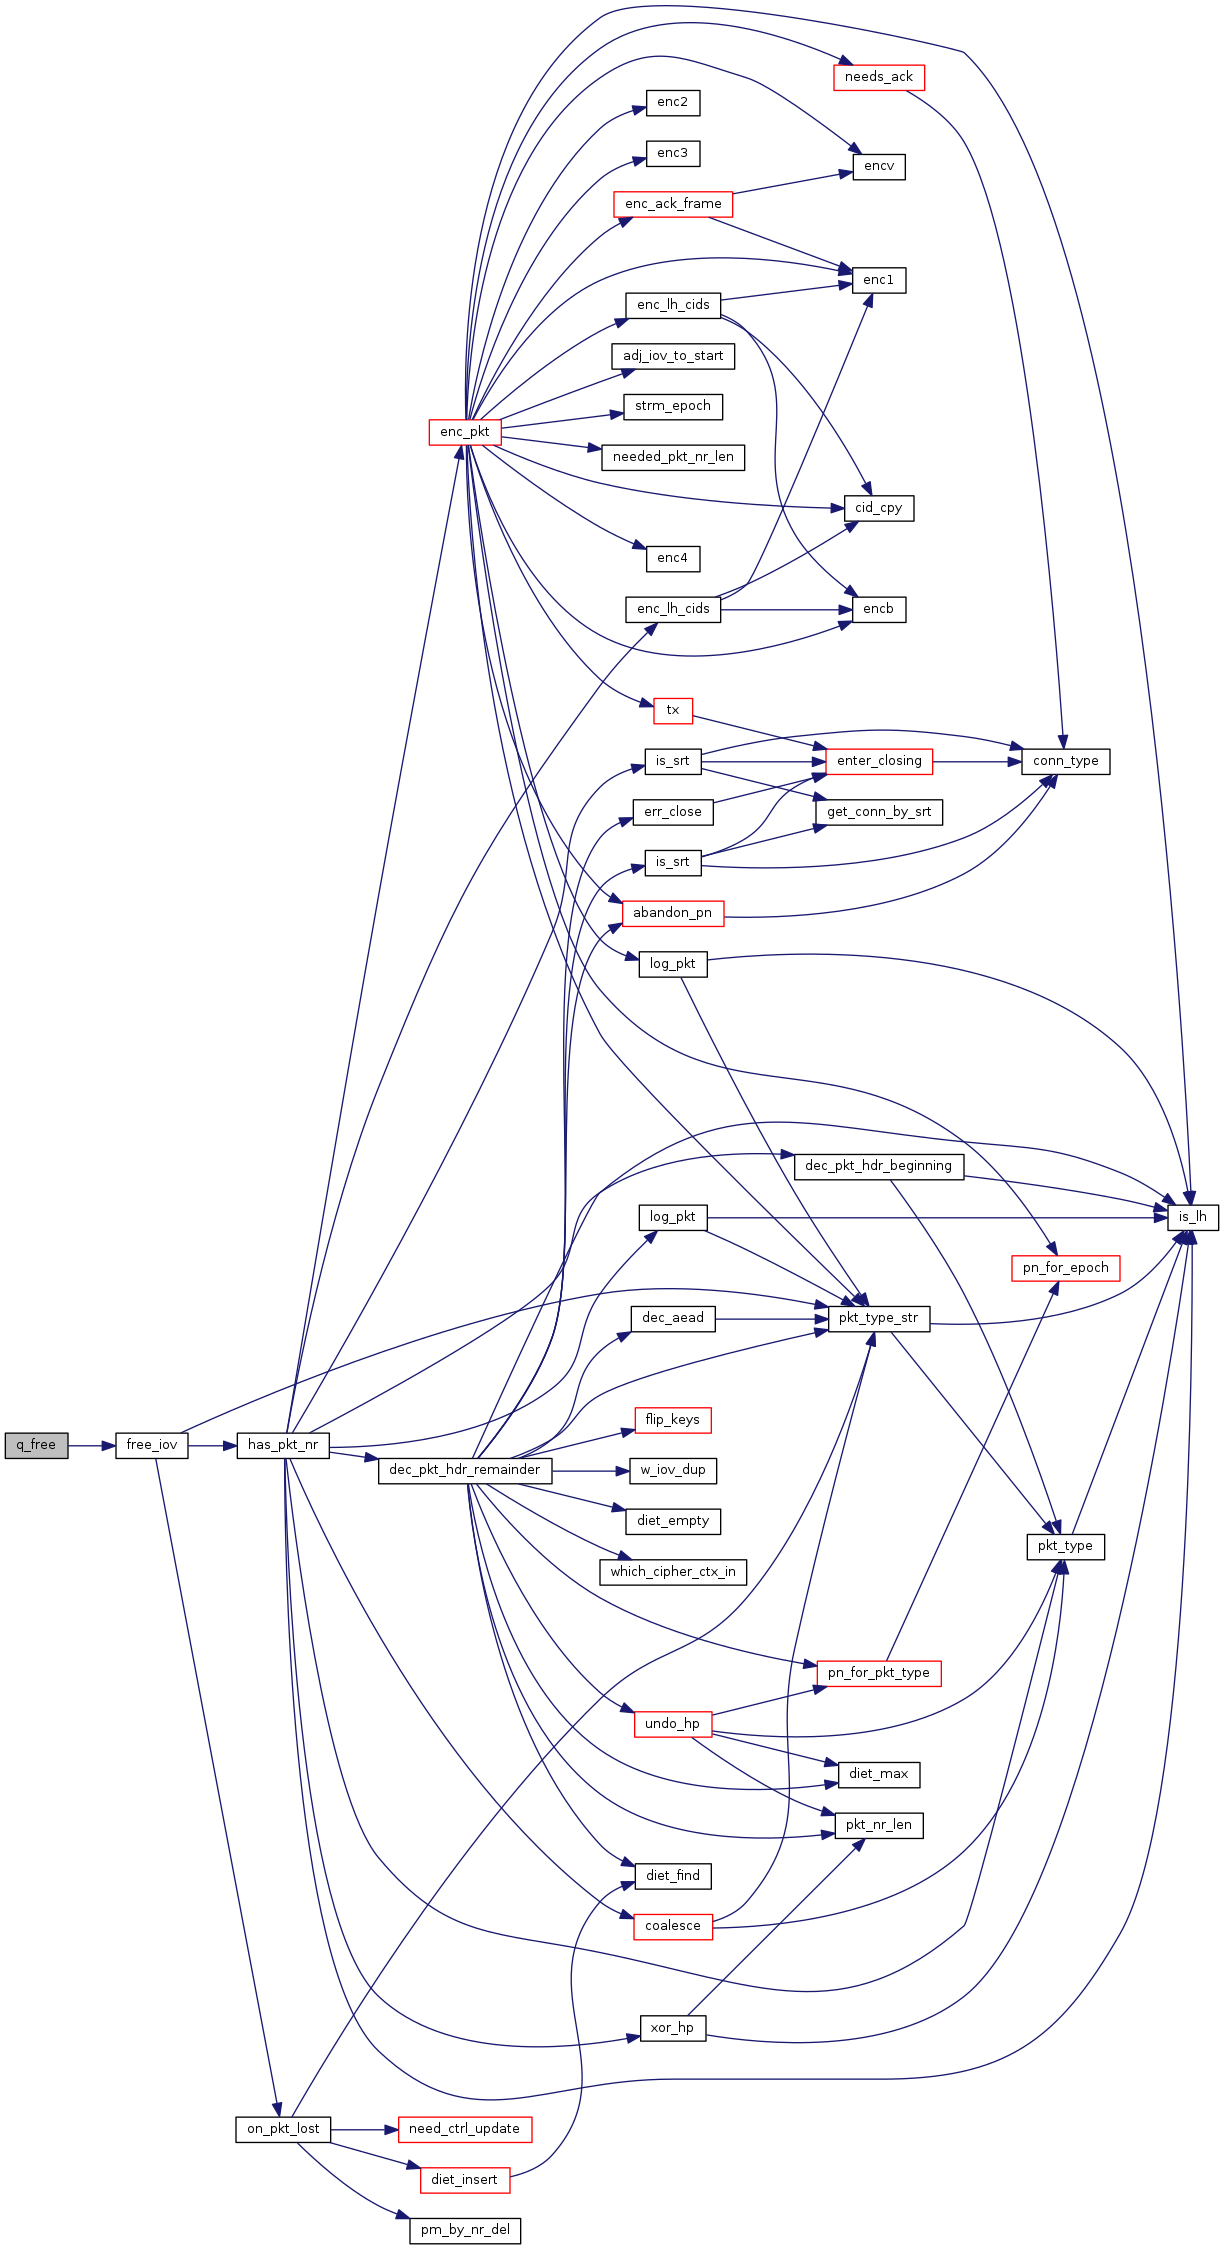 needs_ack
enc2
enc3
encv
enc_ack_frame
enc1
enc_lh_cids
adj_iov_to_start
strm_epoch
enc_pkt
needed_pkt_nr_len
cid_cpy
enc4
enc_lh_cids
encb
tx
is_srt
enter_closing
conn_type
err_close
get_conn_by_srt
is_srt
abandon_pn
log_pkt
dec_pkt_hdr_beginning
log_pkt
is_lh
pn_for_epoch
dec_aead
pkt_type_str
flip_keys
q_free
free_iov
has_pkt_nr
dec_pkt_hdr_remainder
w_iov_dup
diet_empty
pkt_type
which_cipher_ctx_in
pn_for_pkt_type
undo_hp
diet_max
pkt_nr_len
diet_find
coalesce
xor_hp
on_pkt_lost
need_ctrl_update
diet_insert
pm_by_nr_del